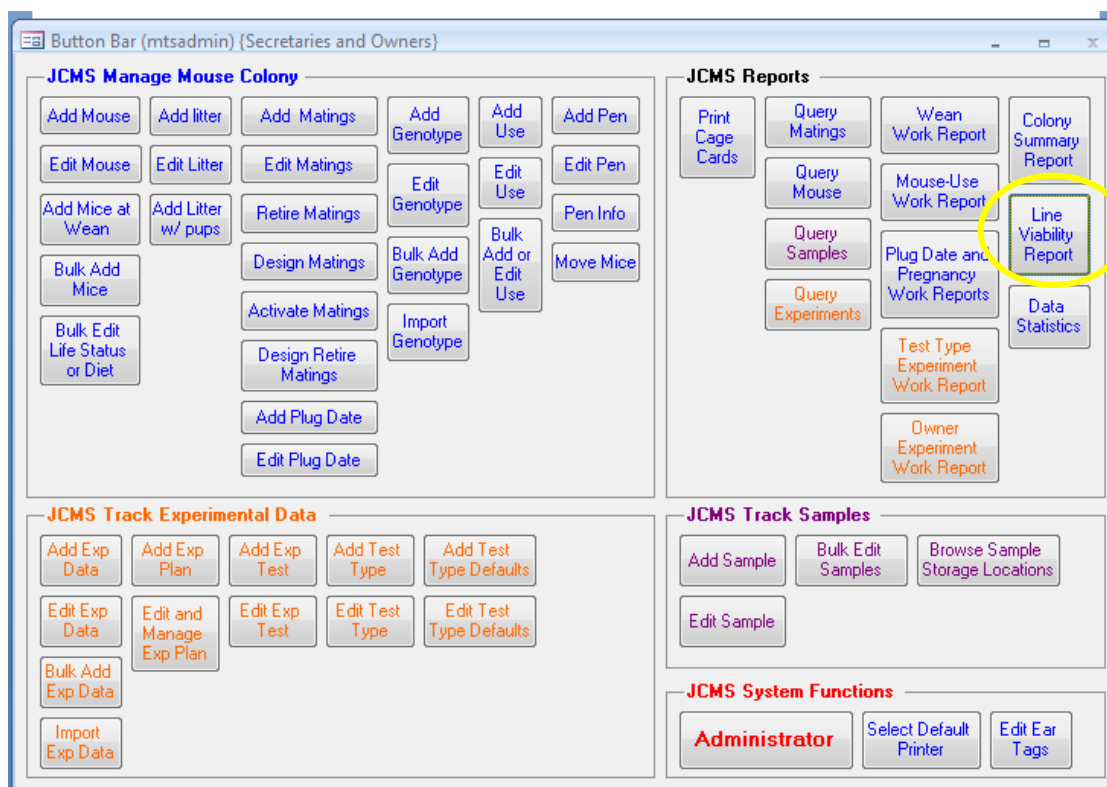 Button Bar (mtsadmin) {Secretaries and Owners}
JCMS Manage Mouse Colony
Add Mouse
Edit Mouse
Add Mice at
Wean
Bulk Add
Mice
Bulk Edit
Life Status
or Diet
Add litter
Edit Litter
Add Litter
w/ pups
Add Matings
Edit Matings
Retire Matings
Design Matings
Activate Matings
Design Retire
Matings
Add Plug Date
Edit Plug Date
Add
Genotype
Edit
Genotype
Bulk Add
Genotype
Import
Genotype
Add
Use
Edit
Use
Bulk
Add or
Edit
Use
Add Pen
Edit Pen
Pen Info
Move Mice
JCMS Reports
Print
Cage
Cards
Query
Matings
Query
Mouse
Query
Samples
Query
Experiments
Wean
Work Report
Mouse-Use
Work Report
Plug Date and
Pregnancy
Work Reports
Test Type
Experiment
Work Report
Owner
Experiment
Work Report
Colony
Summary
Report
Line
Viability
Report
Data
Statistics
JCMS Track Experimental Data
Add Exp
Data
Edit Exp
Data
Bulk Add
Exp Data
Import
Exp Data
Add Exp
Plan
Edit and
Manage
Exp Plan
Add Exp
Test
Edit Exp
Test
Add Test
Type
Edit Test
Type
Add Test
Type Defaults
Edit Test
Type Defaults
JCMS Track Samples
Add Sample
Bulk Edit
Samples
Browse Sample
Storage Locations
Edit Sample
JCMS System Functions
Administrator
Select Default
Printer
Edit Ear
Tags